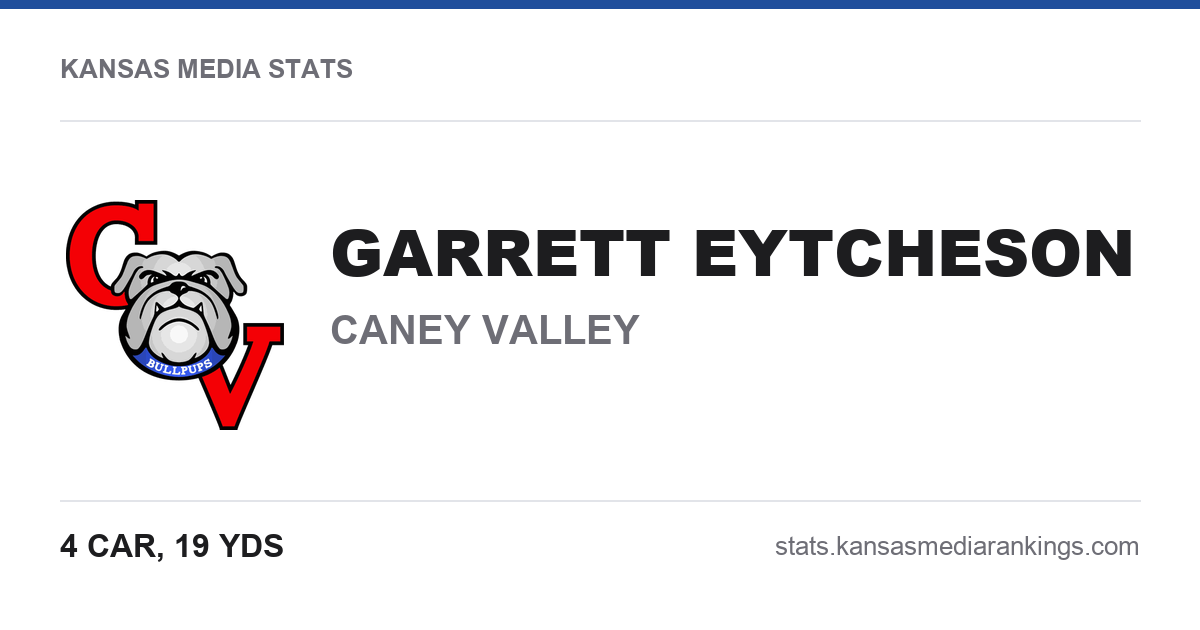 KANSAS MEDIA STATS
CV
BULLPUPS
GARRETT EYTCHESON
CANEY VALLEY
4 CAR, 19 YDS
stats.kansasmediarankings.com